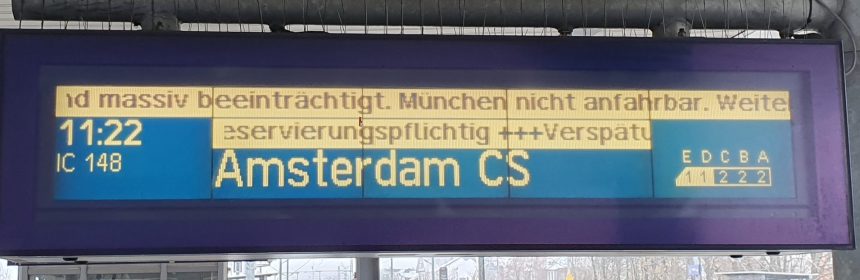 nd massiv beeinträchtigt. München nicht anfahrbar. Weiter
11:22 eservierungspflichtig +++Verspätu
IC 148 Amsterdam CS E D C B A
1 1 2 2 2